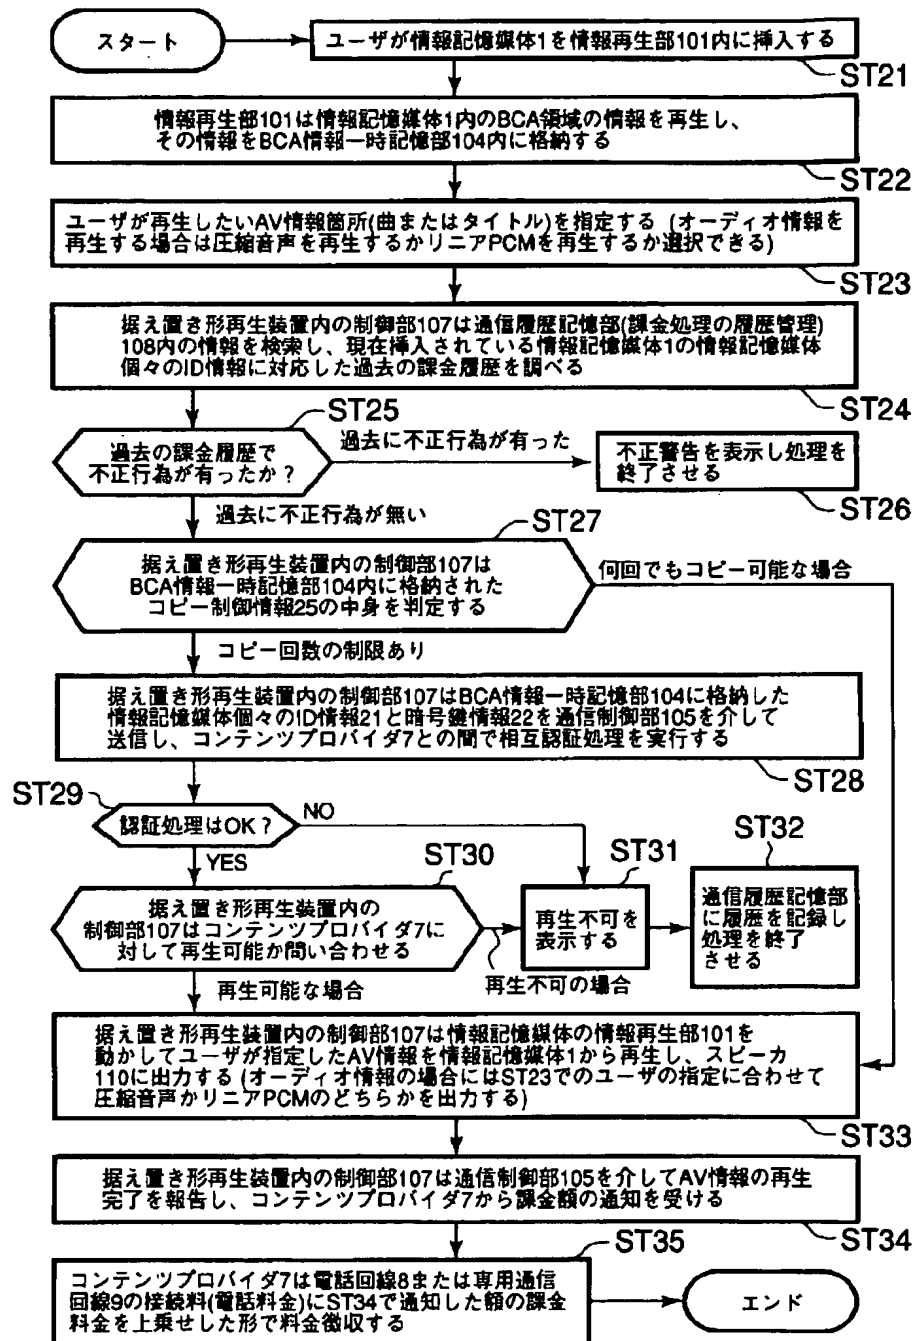 スタート
ユーザが情報記憶媒体1を情報再生部101内に挿入する
ST21
情報再生部101は情報記憶媒体1内のBCA領域の情報を再生し、
その情報をBCA情報一時記憶部104内に格納する
ST22
ユーザが再生したいAV情報箇所(曲またはタイトル)を指定する (オーディオ情報を
再生する場合は圧縮音声を再生するかリニアPCMを再生するか選択できる)
ST23
据え置き形再生装置内の制御部107は通信履歴記憶部(課金処理の履歴管理)
108内の情報を検索し、現在挿入されている情報記憶媒体1の情報記憶媒体
個々のID情報に対応した過去の課金履歴を調べる
ST24
ST25
過去の課金履歴で
不正行為が有ったか?
過去に不正行為が有った
不正警告を表示し処理を
終了させる
ST26
過去に不正行為が無い
ST27
据え置き形再生装置内の制御部107は
BCA情報一時記憶部104内に格納された
コピー制御情報25の中身を判定する
何回でもコピー可能な場合
コピー回数の制限あり
据え置き形再生装置内の制御部107はBCA情報一時記憶部104に格納した
情報記憶媒体個々のID情報21と暗号鍵情報22を通信制御部105を介して
送信し、コンテンツプロバイダ7との間で相互認証処理を実行する
ST28
ST29
認証処理はOK?
NO
YES
ST30
据え置き形再生装置内の
制御部107はコンテンツプロバイダ7に
対して再生可能か問い合わせる
ST31
再生不可を
表示する
ST32
通信履歴記憶部
に履歴を記録し
処理を終了
させる
再生不可の場合
再生可能な場合
据え置き形再生装置内の制御部107は情報記憶媒体の情報再生部101を
動かしてユーザが指定したAV情報を情報記憶媒体1から再生し、スピーカ
110に出力する (オーディオ情報の場合にはST23でのユーザの指定に合わせて
圧縮音声かリニアPCMのどちらかを出力する)
ST33
据え置き形再生装置内の制御部107は通信制御部105を介してAV情報の再生
完了を報告し、コンテンツプロバイダ7から課金額の通知を受ける
ST34
ST35
コンテンツプロバイダ7は電話回線8または専用通信
回線9の接続料(電話料金)にST34で通知した額の課金
料金を上乗せした形で料金徴収する
エンド